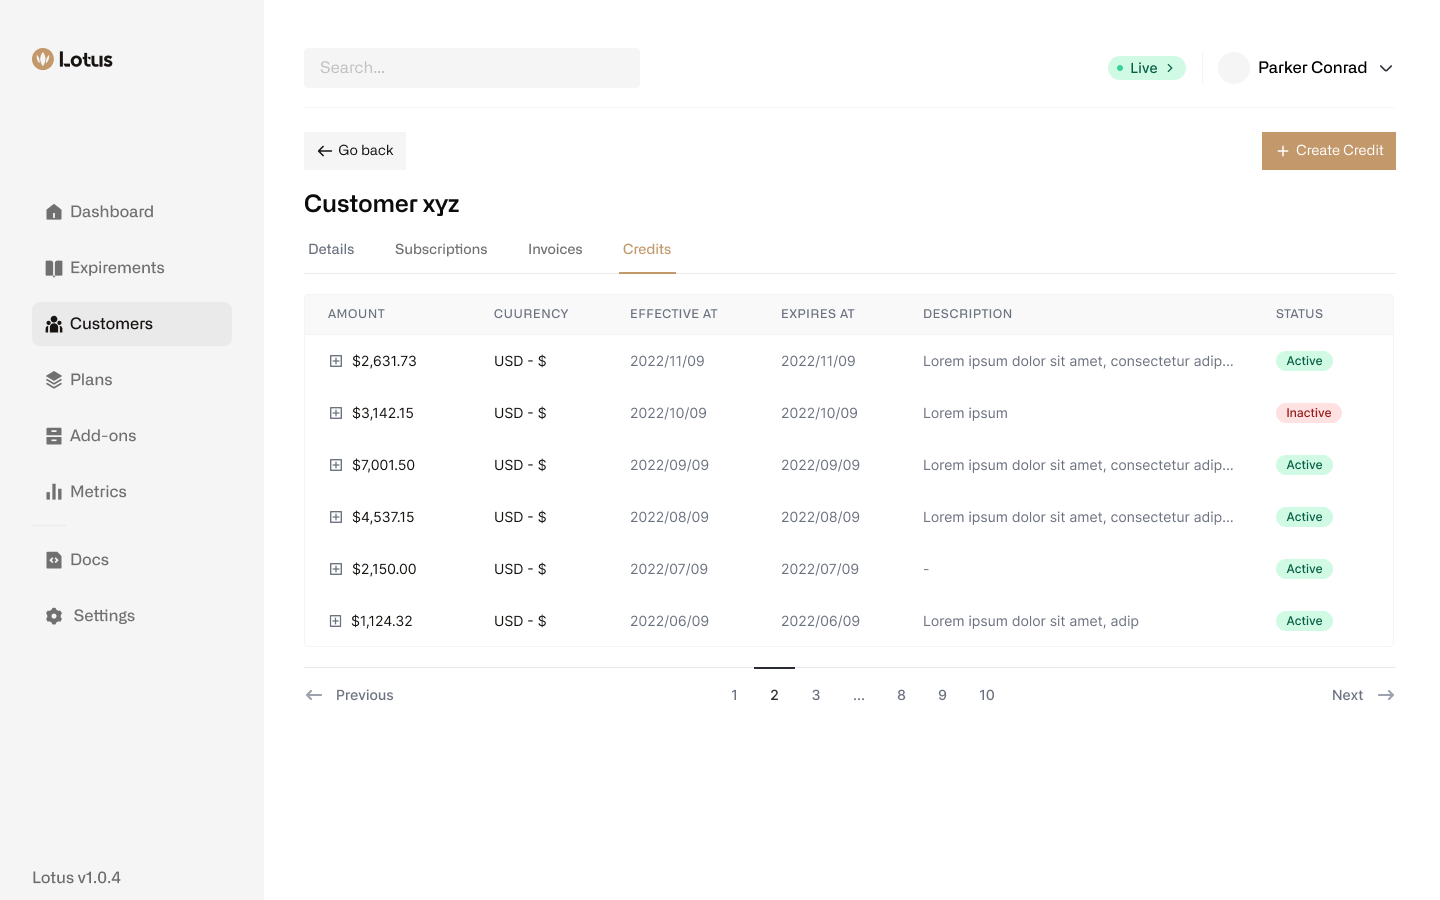 Lotus
Search...
Live
Parker Conrad
Go back
Create Credit
Customer xyz
Details Subscriptions Invoices Credits
Dashboard
Expirements
Customers
Plans
Add-ons
Metrics
Docs
Settings
Lotus v1.0.4
AMOUNT CUURENCY EFFECTIVE AT EXPIRES AT DESCRIPTION STATUS
$2,631.73 USD - $ 2022/11/09 2022/11/09 Lorem ipsum dolor sit amet, consectetur adip... Active
$3,142.15 USD - $ 2022/10/09 2022/10/09 Lorem ipsum Inactive
$7,001.50 USD - $ 2022/09/09 2022/09/09 Lorem ipsum dolor sit amet, consectetur adip... Active
$4,537.15 USD - $ 2022/08/09 2022/08/09 Lorem ipsum dolor sit amet, consectetur adip... Active
$2,150.00 USD - $ 2022/07/09 2022/07/09 - Active
$1,124.32 USD - $ 2022/06/09 2022/06/09 Lorem ipsum dolor sit amet, adip Active
Previous 1 2 3 ... 8 9 10 Next